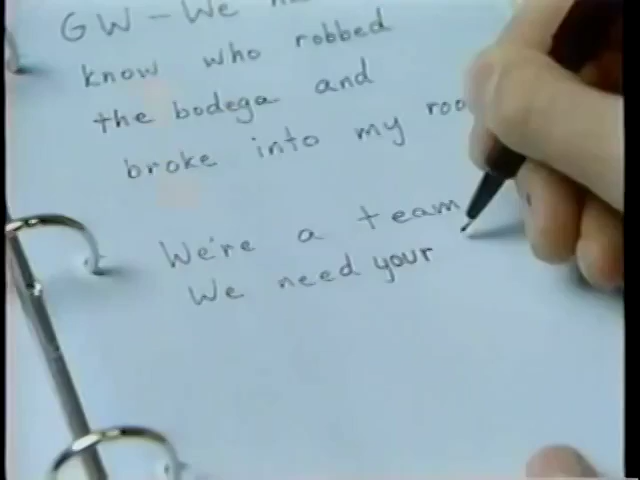 GW - We
know who robbed
the bodega and
broke into my
We're a team
We need your